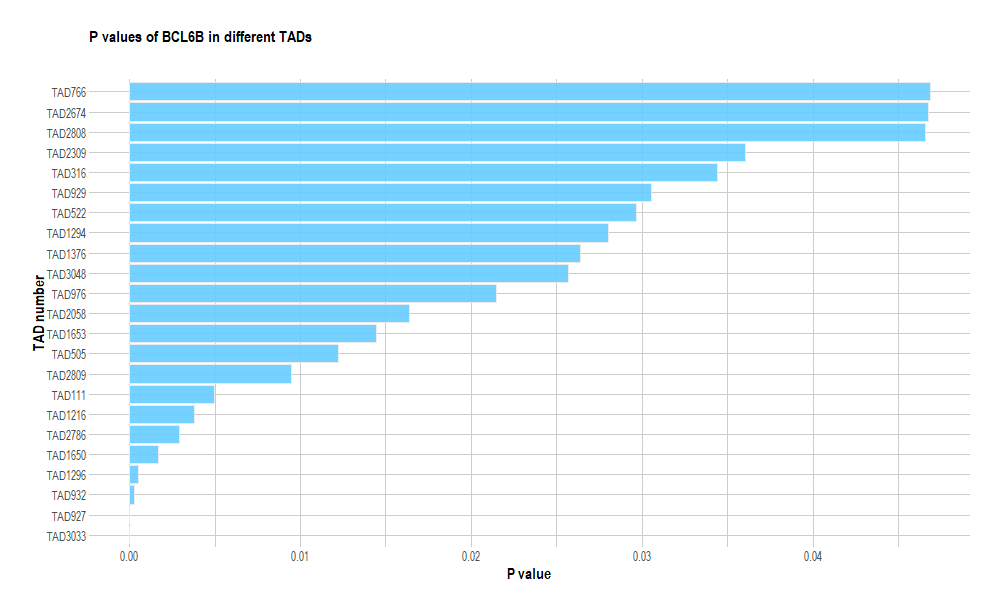 P values of BCL6B in different TADs
TAD number
TAD766
TAD2674
TAD2808
TAD2309
TAD316
TAD929
TAD522
TAD1294
TAD1376
TAD3048
TAD976
TAD2058
TAD1653
TAD505
TAD2809
TAD111
TAD1216
TAD2786
TAD1650
TAD1296
TAD932
TAD927
TAD3033
0.00 0.01 0.02 0.03 0.04
P value